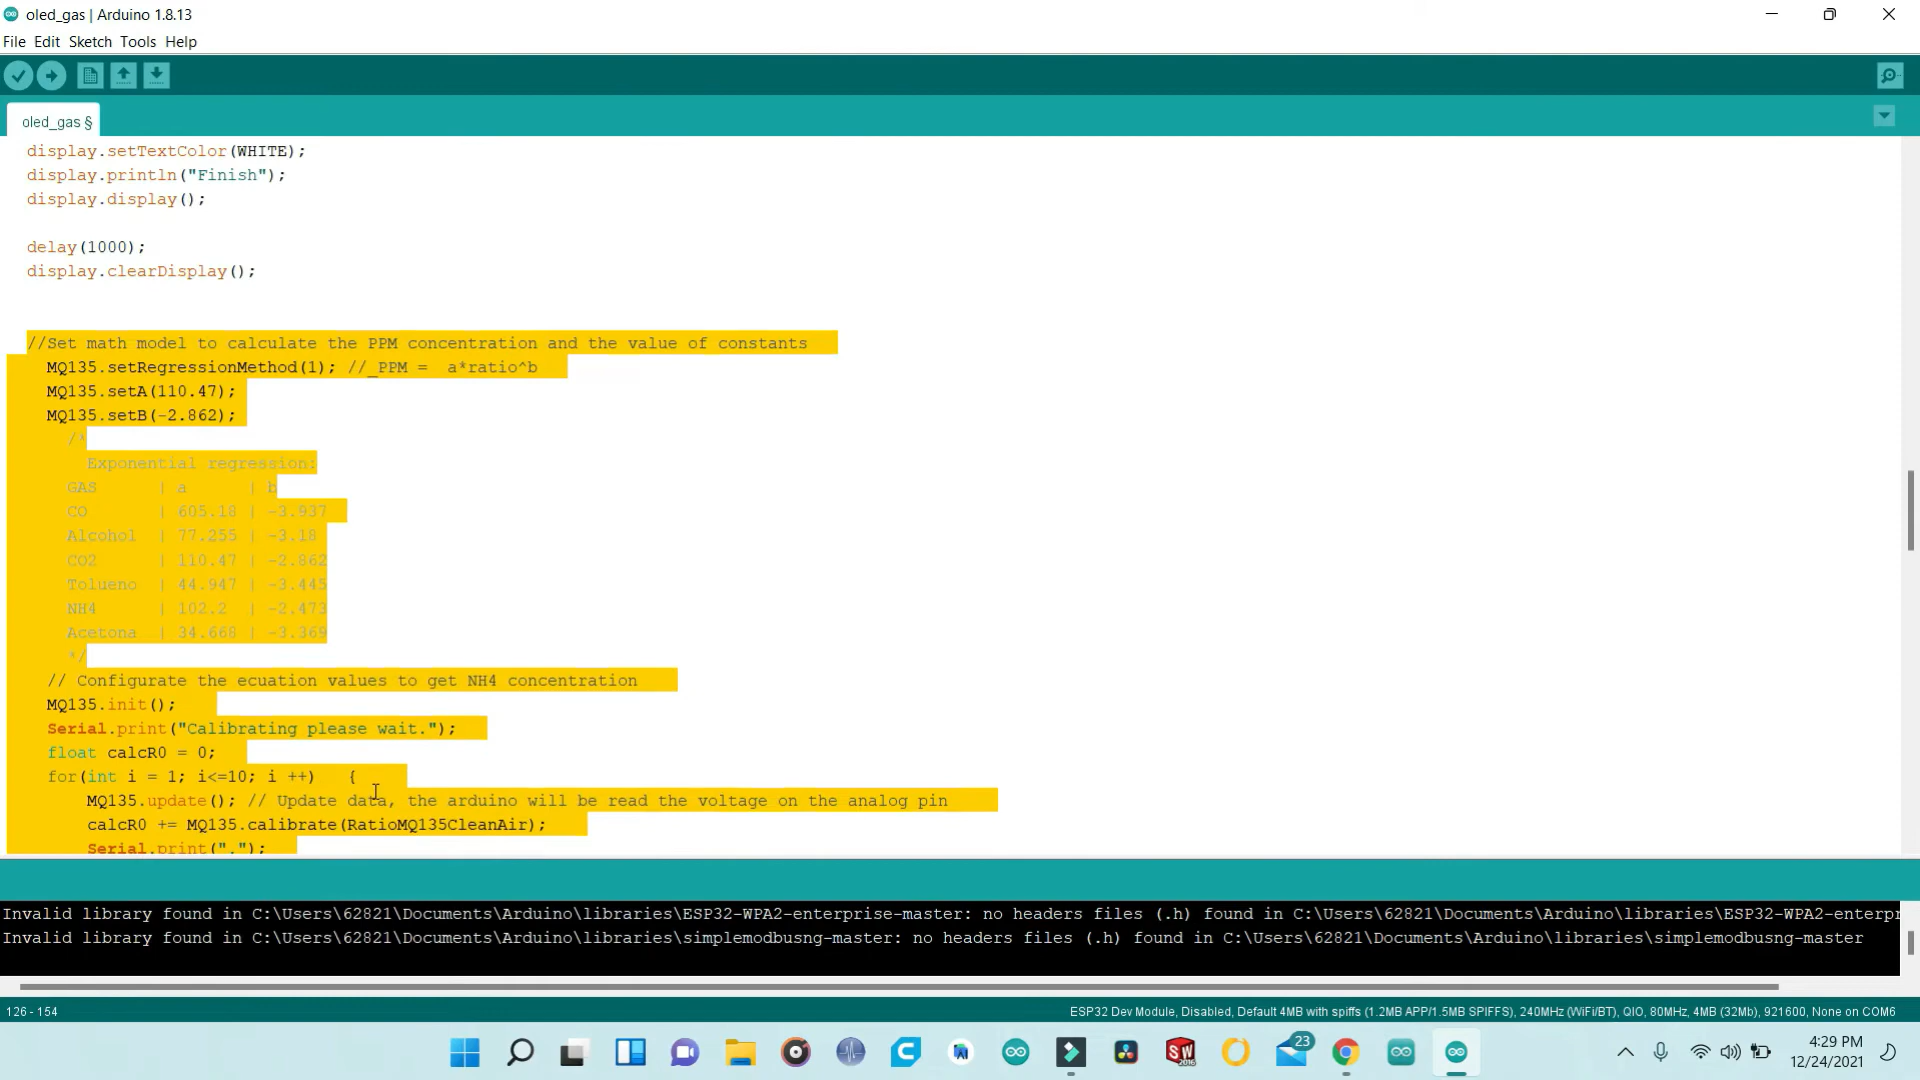 oled_gas | Arduino 1.8.13
File Edit Sketch Tools Help
oled_gas §
display.setTextColor(WHITE);
display.println("Finish");
display.display();
delay(1000);
display.clearDisplay();
//Set math model to calculate the PPM concentration and the value of constants
MQ135.setRegressionMethod(1); //_PPM =  a*ratio^b
MQ135.setA(110.47);
MQ135.setB(-2.862);
/*
Exponential regression:
GAS      | a      | b
CO       | 605.18 | -3.937
Alcohol  | 77.255 | -3.18
CO2      | 110.47 | -2.862
Tolueno  | 44.947 | -3.445
NH4      | 102.2  | -2.473
Acetona  | 34.668 | -3.369
*/
// Configurate the ecuation values to get NH4 concentration
MQ135.init();
Serial.print("Calibrating please wait.");
float calcR0 = 0;
for(int i = 1; i<=10; i ++)   {
MQ135.update(); // Update data, the arduino will be read the voltage on the analog pin
calcR0 += MQ135.calibrate(RatioMQ135CleanAir);
Serial.print(".");
Invalid library found in C:\Users\62821\Documents\Arduino\libraries\ESP32-WPA2-enterprise-master: no headers files (.h) found in C:\Users\62821\Documents\Arduino\libraries\ESP32-WPA2-enterpr
Invalid library found in C:\Users\62821\Documents\Arduino\libraries\simplemodbusng-master: no headers files (.h) found in C:\Users\62821\Documents\Arduino\libraries\simplemodbusng-master
126 - 154
ESP32 Dev Module, Disabled, Default 4MB with spiffs (1.2MB APP/1.5MB SPIFFS), 240MHz (WiFi/BT), QIO, 80MHz, 4MB (32Mb), 921600, None on COM6
SW
2016
23
4:29 PM
12/24/2021